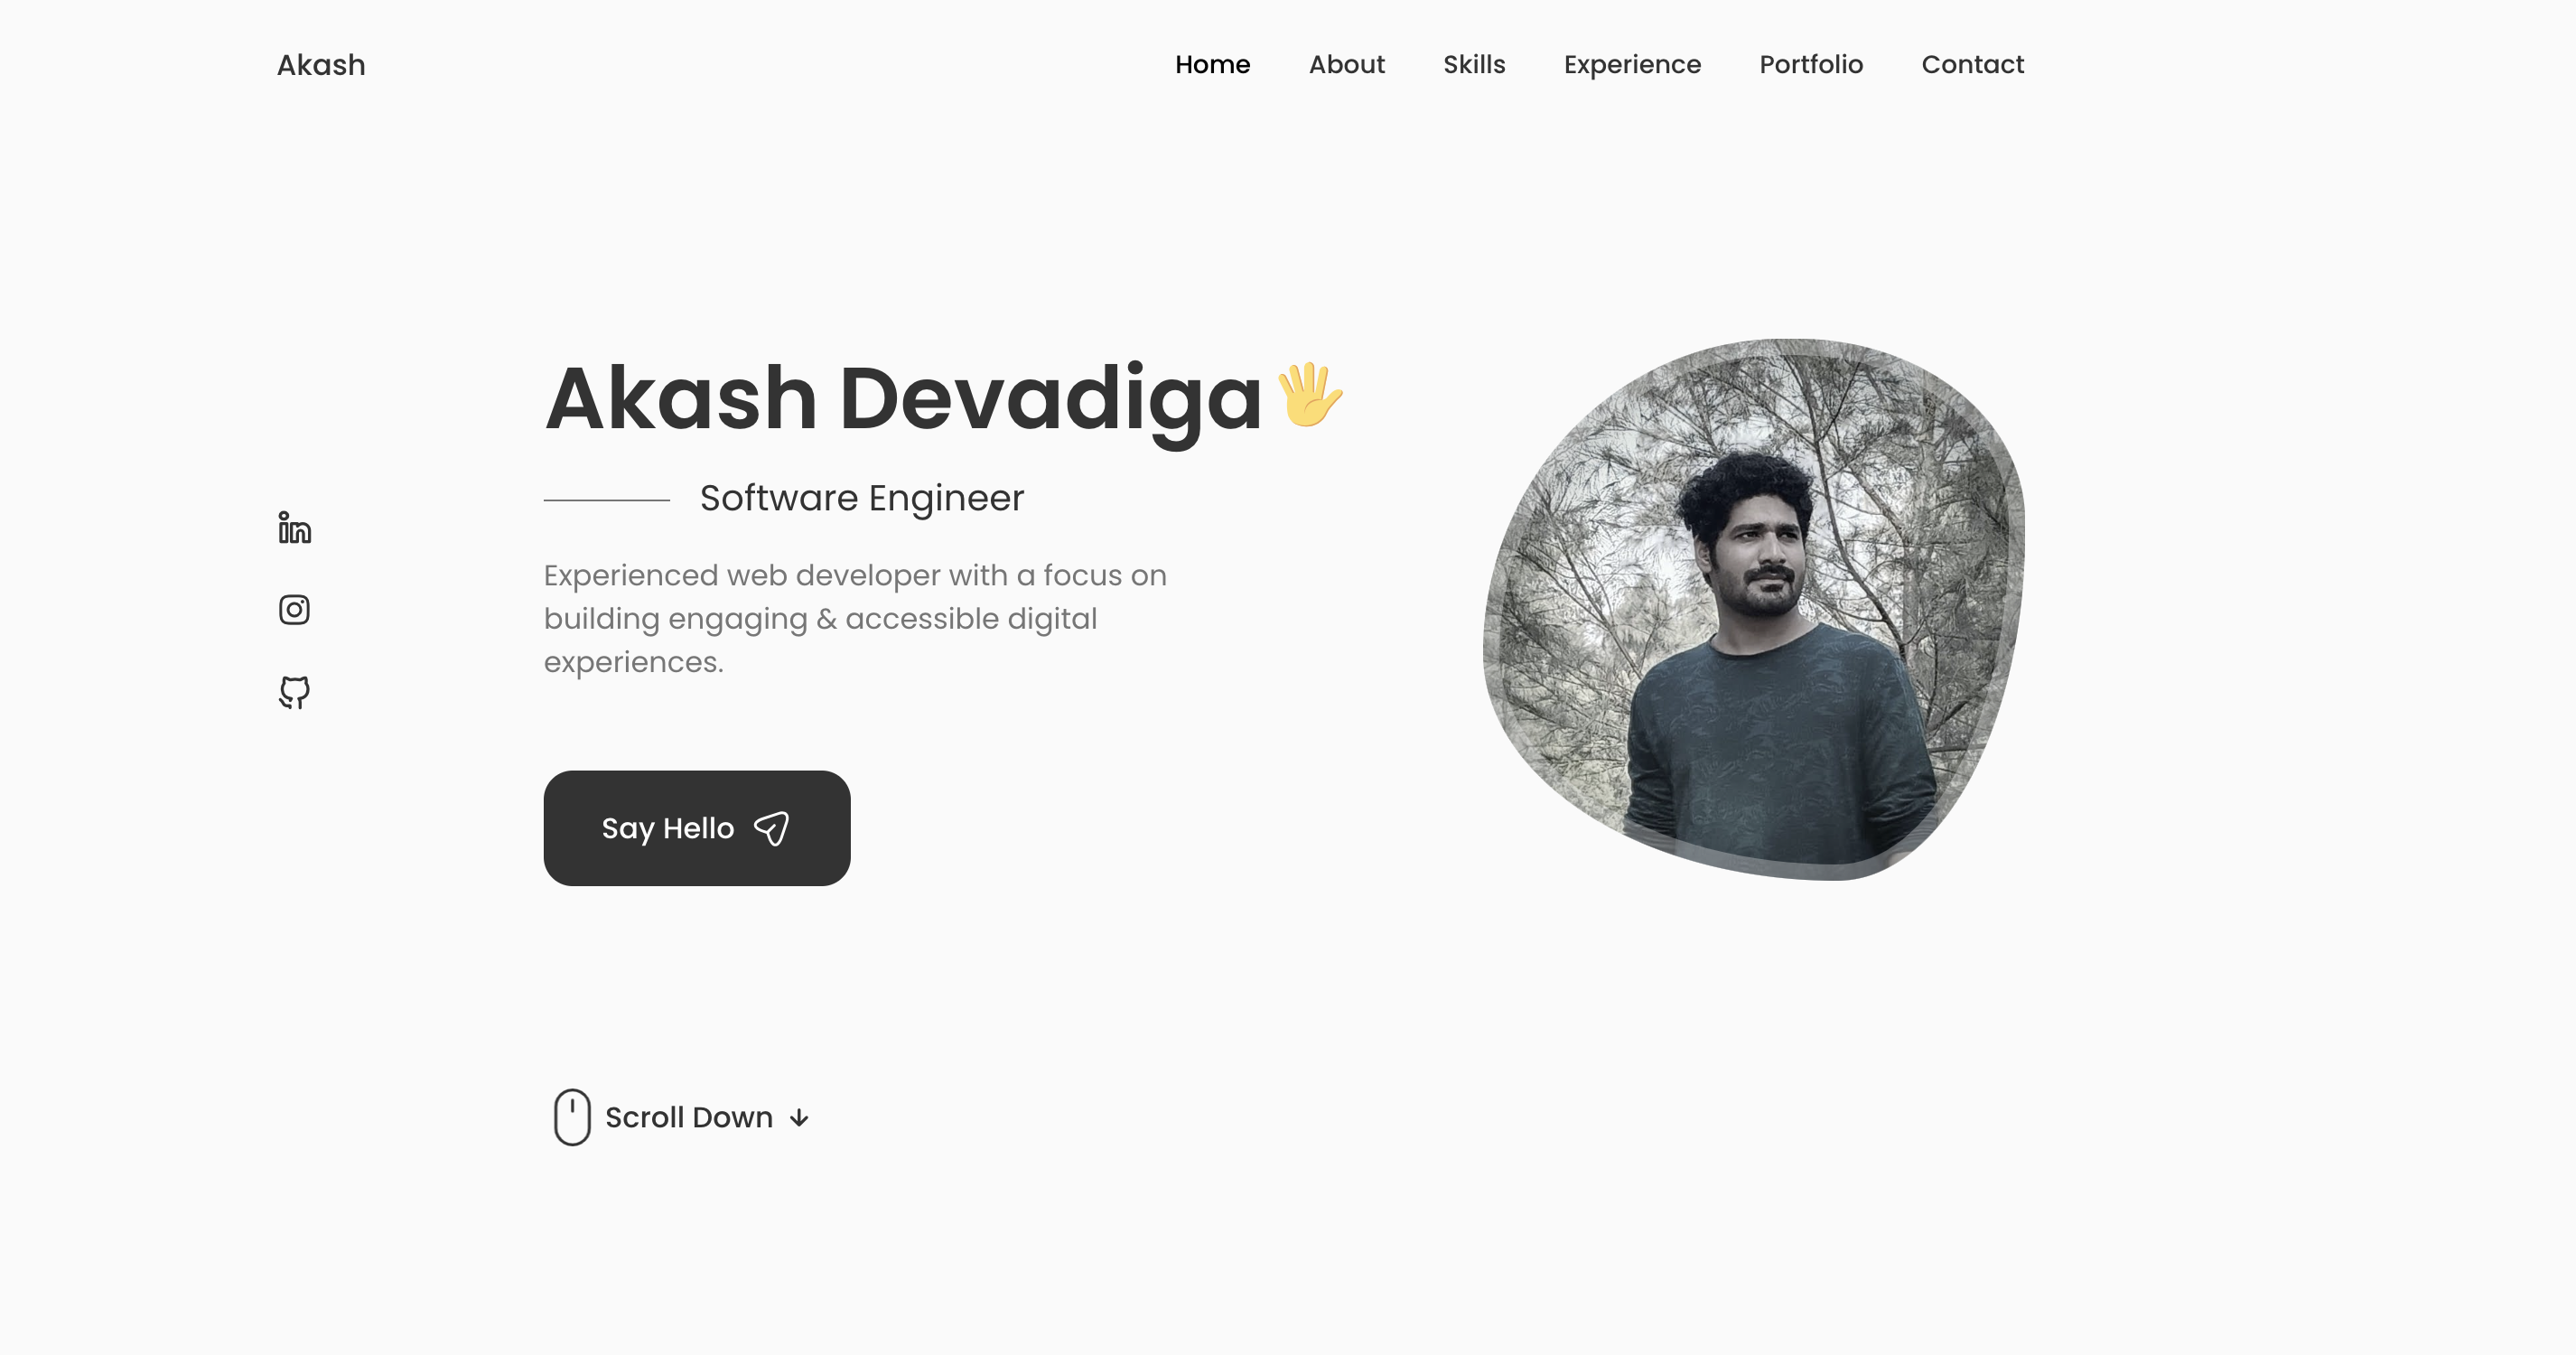 Akash
Home About Skills Experience Portfolio Contact
Akash Devadiga🖐️
Software Engineer
Experienced web developer with a focus on
building engaging & accessible digital
experiences.
Say Hello
Scroll Down ↓